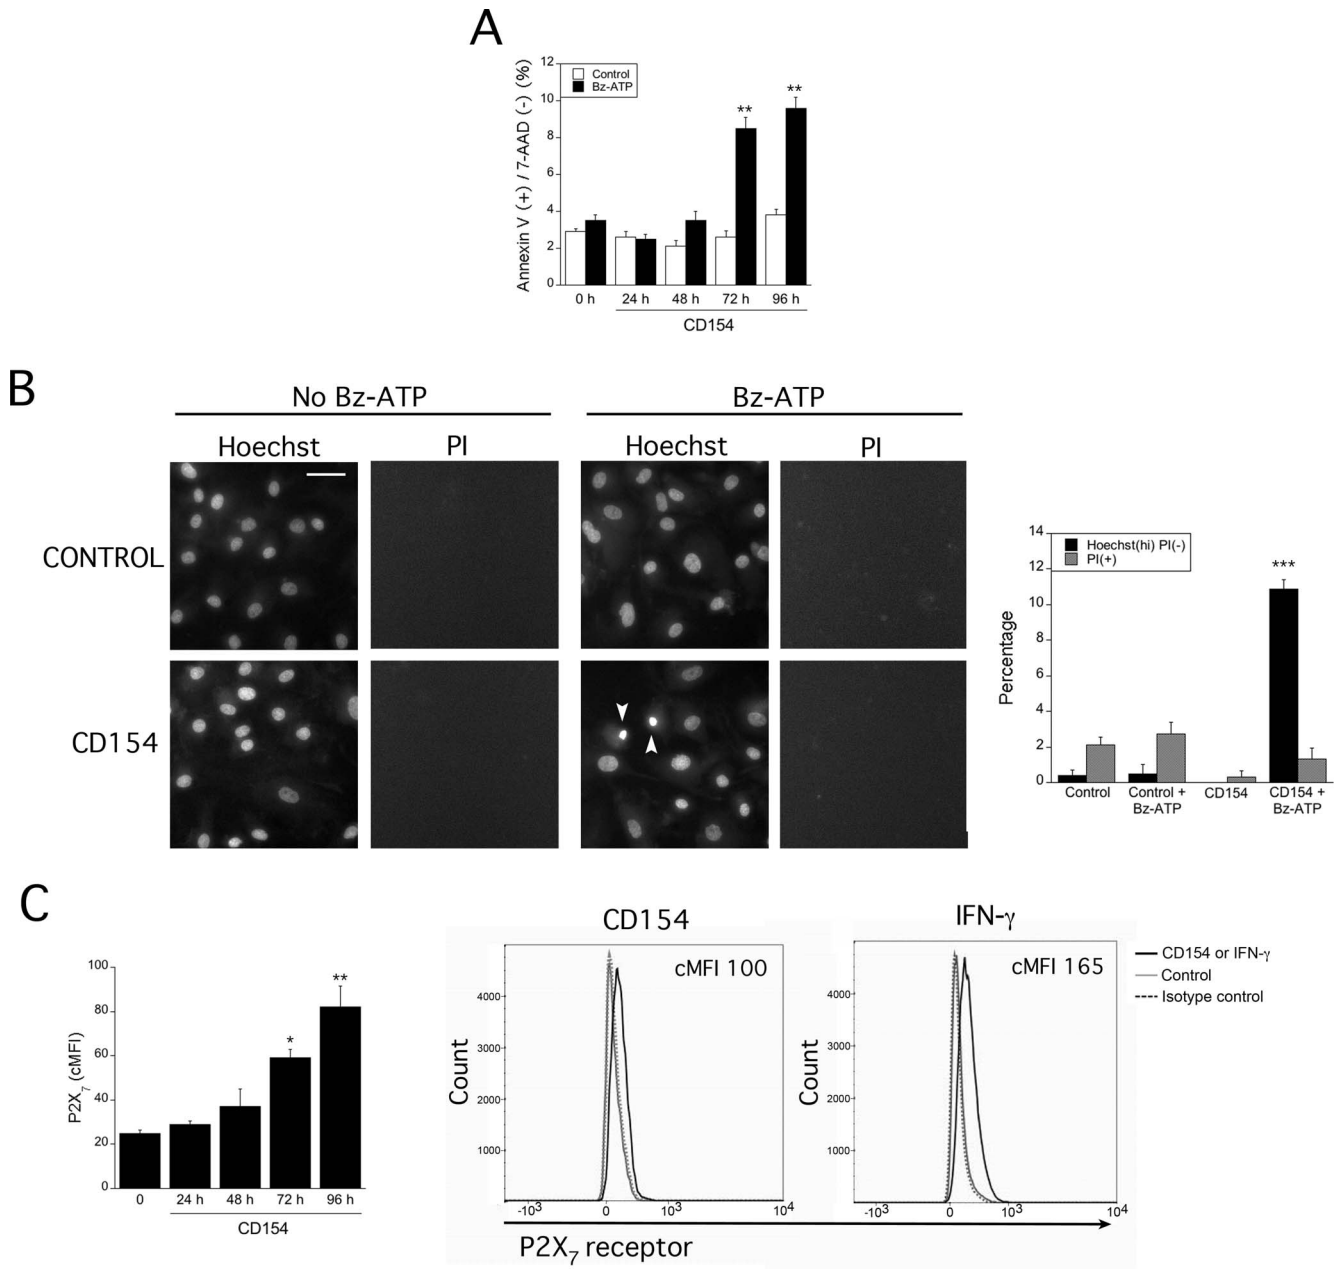 A
Annexin V (+) / 7-AAD (-) (%)
12
10
8
6
4
2
0
Control
Bz-ATP
**
**
0 h
24 h
48 h
72 h
96 h
CD154
B
No Bz-ATP
Bz-ATP
Hoechst
PI
Hoechst
PI
CONTROL
CD154
Percentage
14
12
10
8
6
4
2
0
Hoechst(hi) PI(-)
PI(+)
***
Control
Control +
Bz-ATP
CD154
CD154 +
Bz-ATP
C
P2X7 (cMFI)
100
80
60
40
20
0
*
**
0
24 h
48 h
72 h
96 h
CD154
CD154
cMFI 100
Count
4000
3000
2000
1000
-10³
0
10³
10⁴
IFN-γ
cMFI 165
Count
4000
3000
2000
1000
-10³
0
10³
10⁴
CD154 or IFN-γ
Control
Isotype control
P2X7 receptor